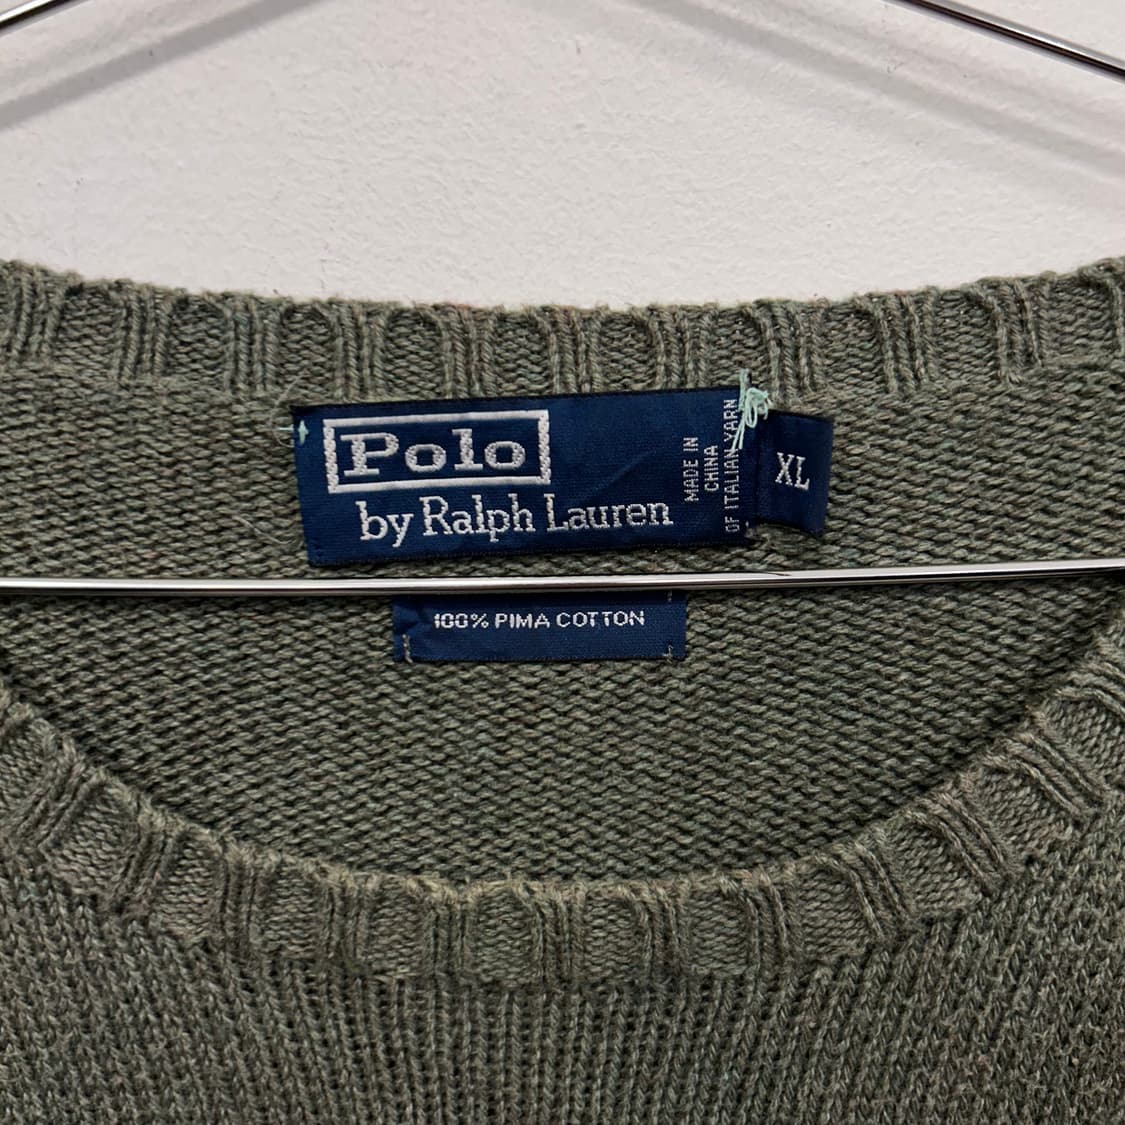 Polo
by Ralph Lauren
MADE IN
CHINA
OF ITALIAN YARN
XL
100% PIMA COTTON